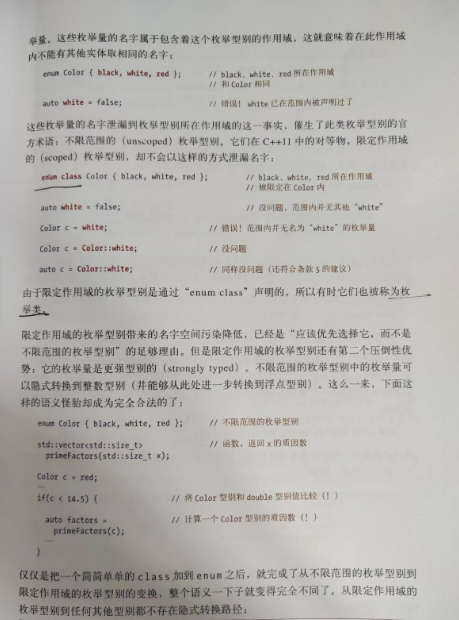 举量。这些枚举量的名字属于包含着这个枚举型别的作用域，这就意味着在此作用域
内不能有其他实体取相同的名字：
enum Color { black, white, red }; // black、white、red 所在作用域
// 和 Color 相同
auto white = false; // 错误！white 已在范围内被声明过了
这些枚举量的名字泄漏到枚举型别所在作用域的这一事实，催生了此类枚举型别的官
方术语：不限范围的（unscoped）枚举型别。它们在 C++11 中的对等物，限定作用域
的（scoped）枚举型别，却不会以这样的方式泄漏名字：
enum class Color { black, white, red }; // black、white、red 所在作用域
// 被限定在 Color 内
auto white = false; // 没问题，范围内并无其他“white”
Color c = white; // 错误！范围内并无名为“white”的枚举量
Color c = Color::white; // 没问题
auto c = Color::white; // 同样没问题（还符合条款 5 的建议）
由于限定作用域的枚举型别是通过“enum class”声明的，所以有时它们也被称为枚
举类。
限定作用域的枚举型别带来的名字空间污染降低，已经是“应该优先选择它，而不是
不限范围的枚举型别”的足够理由。但是限定作用域的枚举型别还有第二个压倒性优
势：它的枚举量是更强型别的（strongly typed）。不限范围的枚举型别中的枚举量可
以隐式转换到整数型别（并能够从此处进一步转换到浮点型别）。这么一来，下面这
样的语义怪胎却成为完全合法的了：
enum Color { black, white, red }; // 不限范围的枚举型别
std::vector<std::size_t> // 函数，返回 x 的质因数
primeFactors(std::size_t x);
Color c = red;
…
if(c < 14.5) { // 将 Color 型别和 double 型别值比较（！）
auto factors = // 计算一个 Color 型别的质因数（！）
primeFactors(c);
…
}
仅仅是把一个简简单单的 class 加到 enum 之后，就完成了从不限范围的枚举型别到
限定作用域的枚举型别的变换，整个语义一下子就变得完全不同了。从限定作用域的
枚举型别到任何其他型别都不存在隐式转换路径：